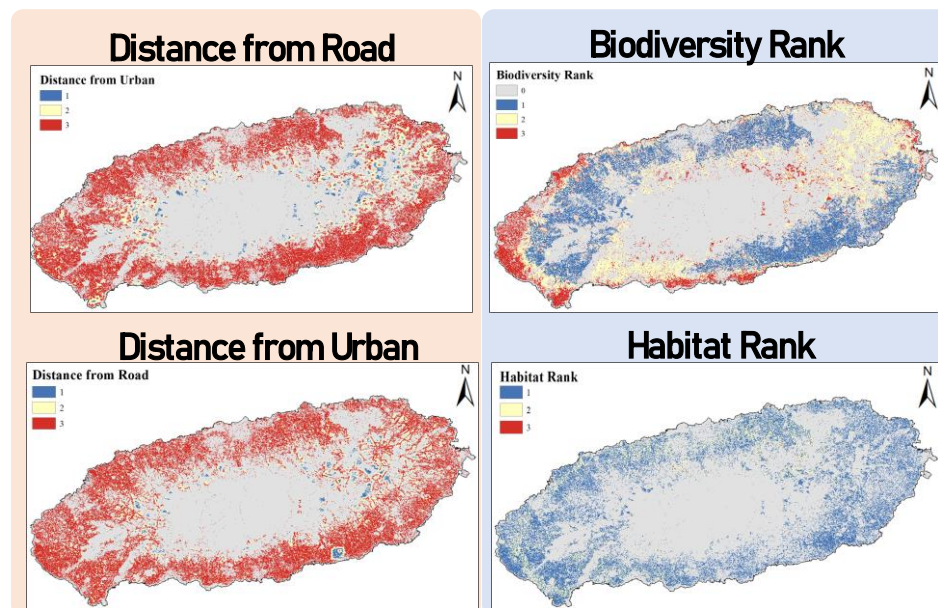 Distance from Road
Distance from Urban
1
2
3
N
Biodiversity Rank
Biodiversity Rank
0
1
2
3
N
Distance from Urban
Distance from Road
1
2
3
N
Habitat Rank
Habitat Rank
1
2
3
N